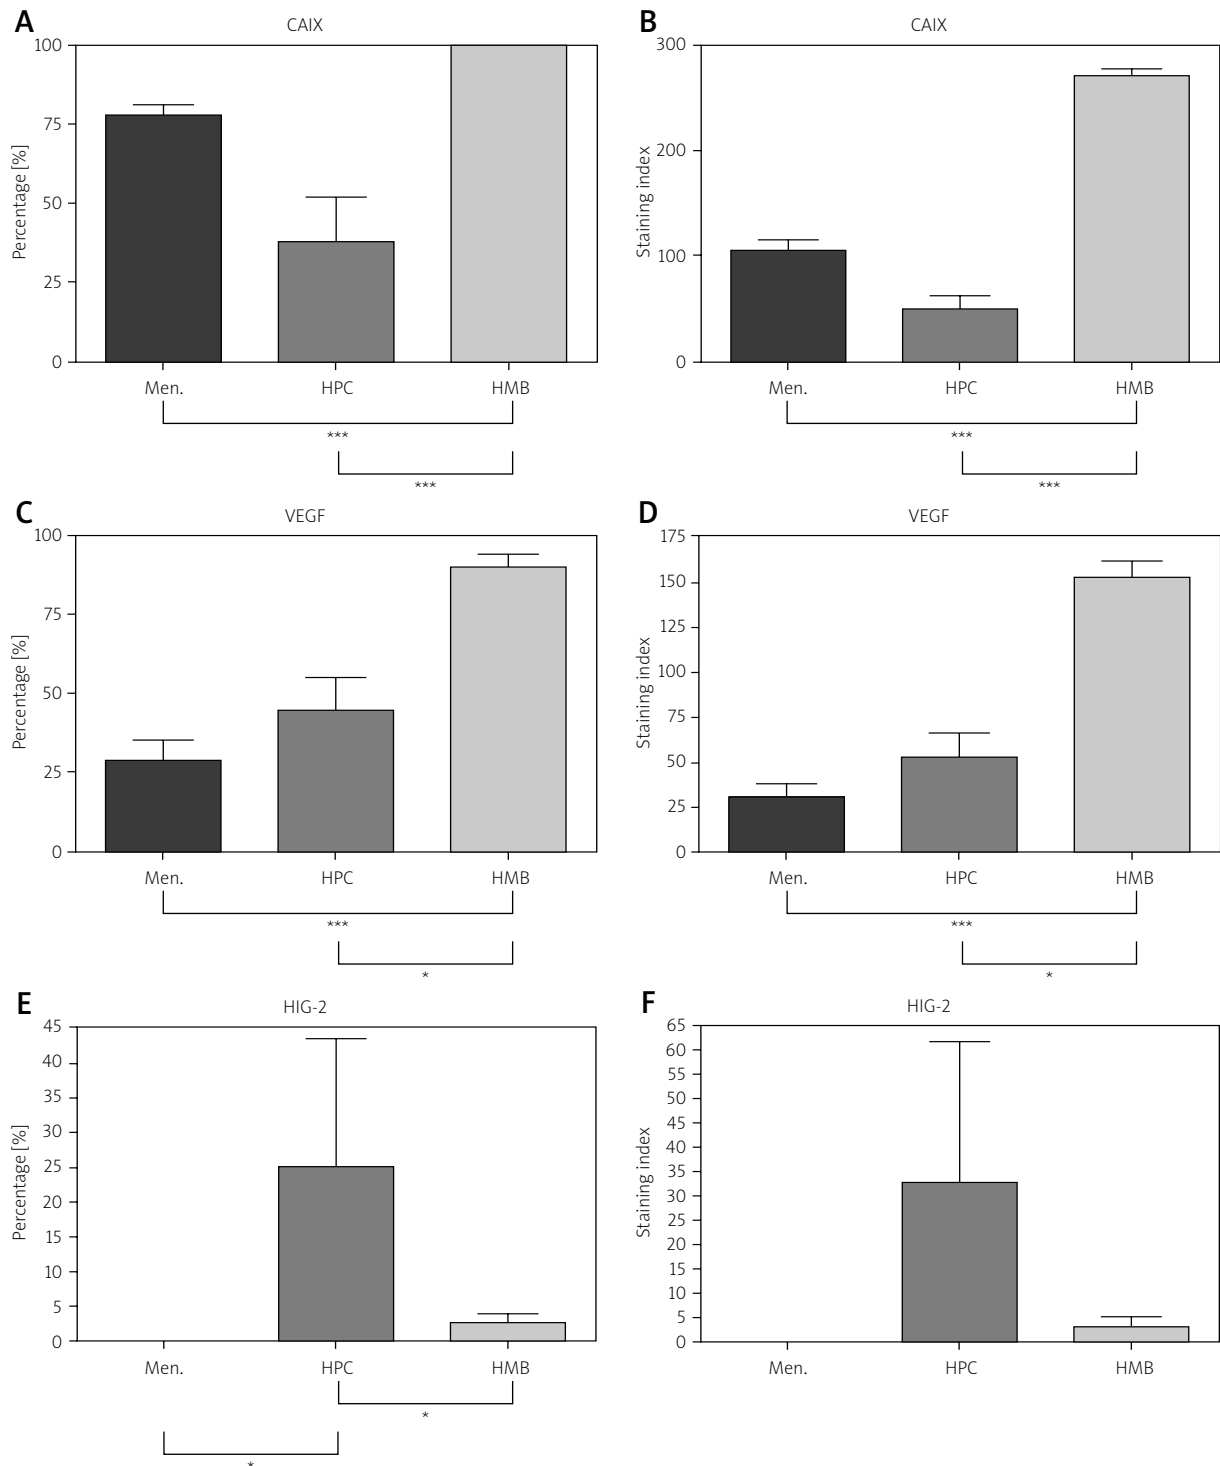 A
CAIX
Percentage [%]
100
75
50
25
0
Men.
HPC
HMB
***
***
B
CAIX
Staining index
300
200
100
0
Men.
HPC
HMB
***
***
C
VEGF
Percentage [%]
100
75
50
25
0
Men.
HPC
HMB
***
*
D
VEGF
Staining index
175
150
125
100
75
50
25
0
Men.
HPC
HMB
***
*
E
HIG-2
Percentage [%]
45
40
35
30
25
20
15
10
5
0
Men.
HPC
HMB
*
*
F
HIG-2
Staining index
65
60
55
50
45
40
35
30
25
20
15
10
5
0
Men.
HPC
HMB